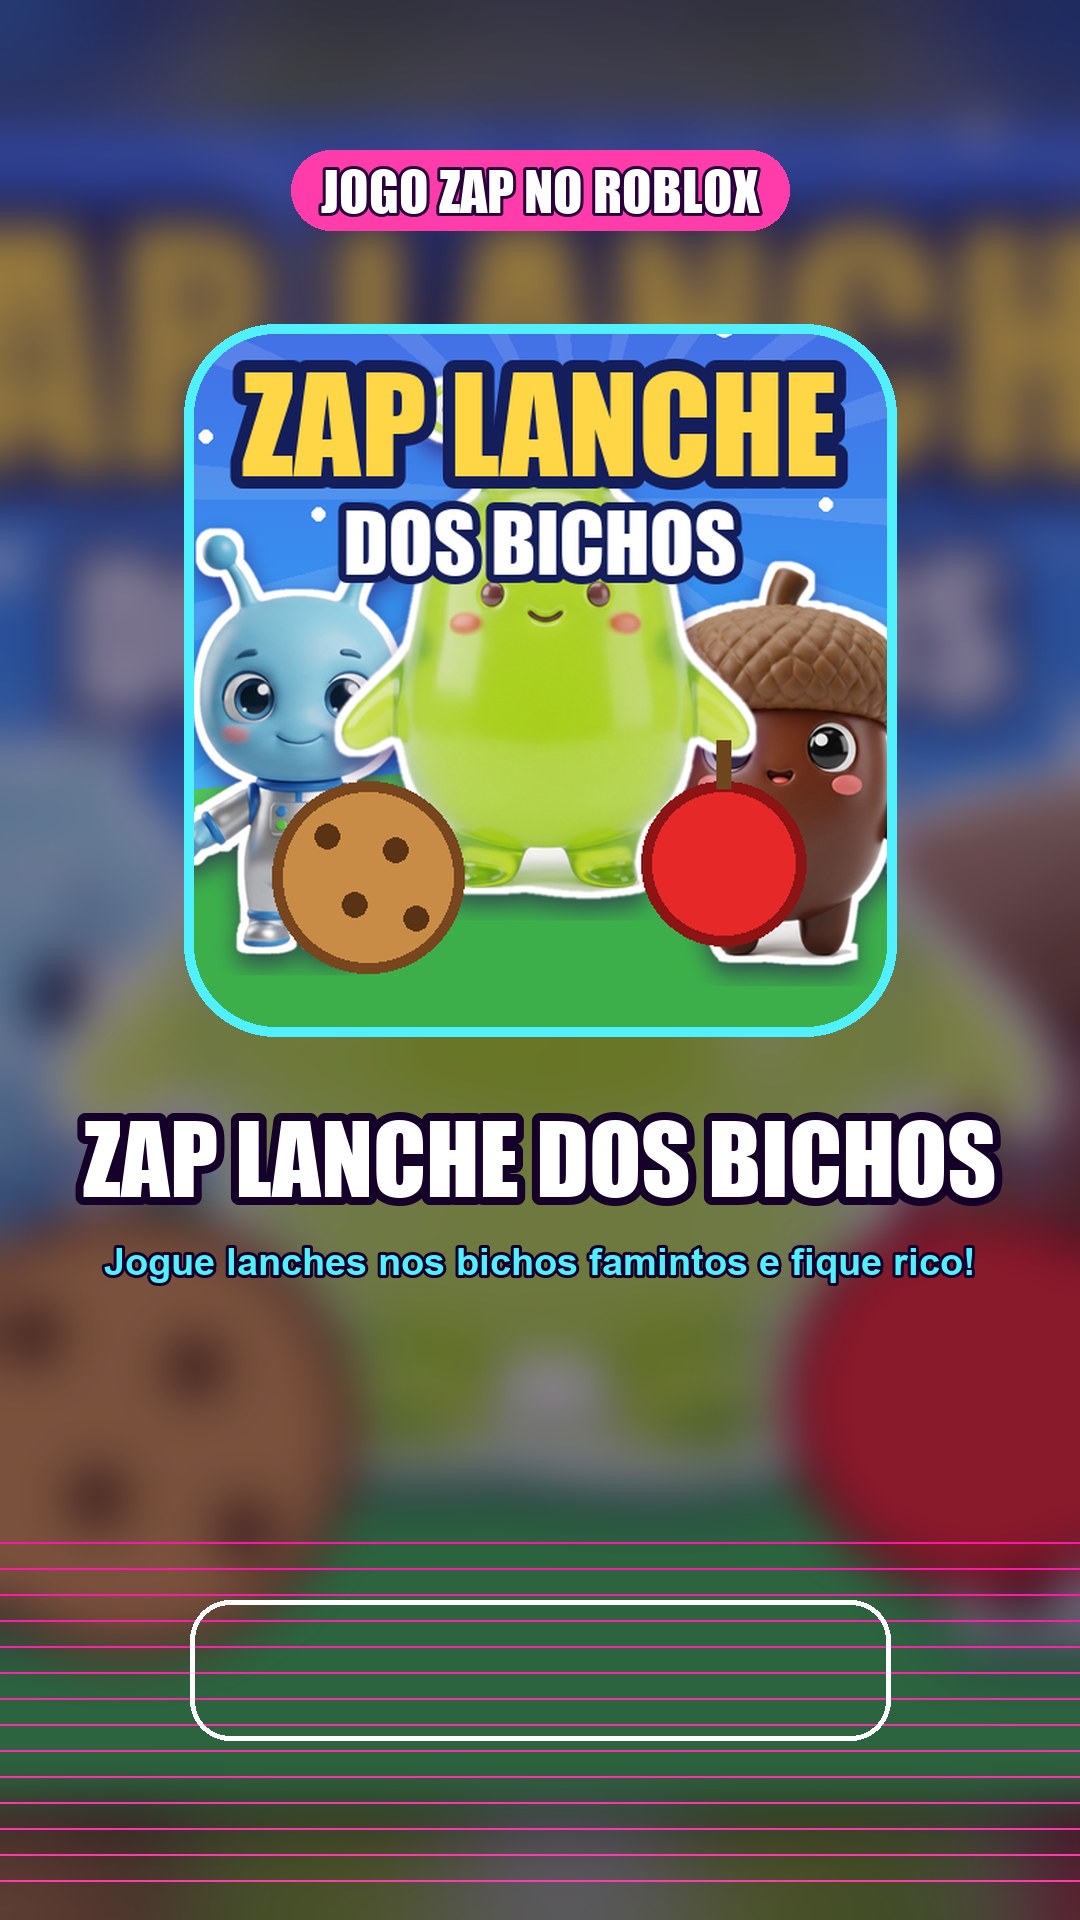 JOGO ZAP NO ROBLOX
ZAP LANCHE
DOS BICHOS
ZAP LANCHE DOS BICHOS
Jogue lanches nos bichos famintos e fique rico!